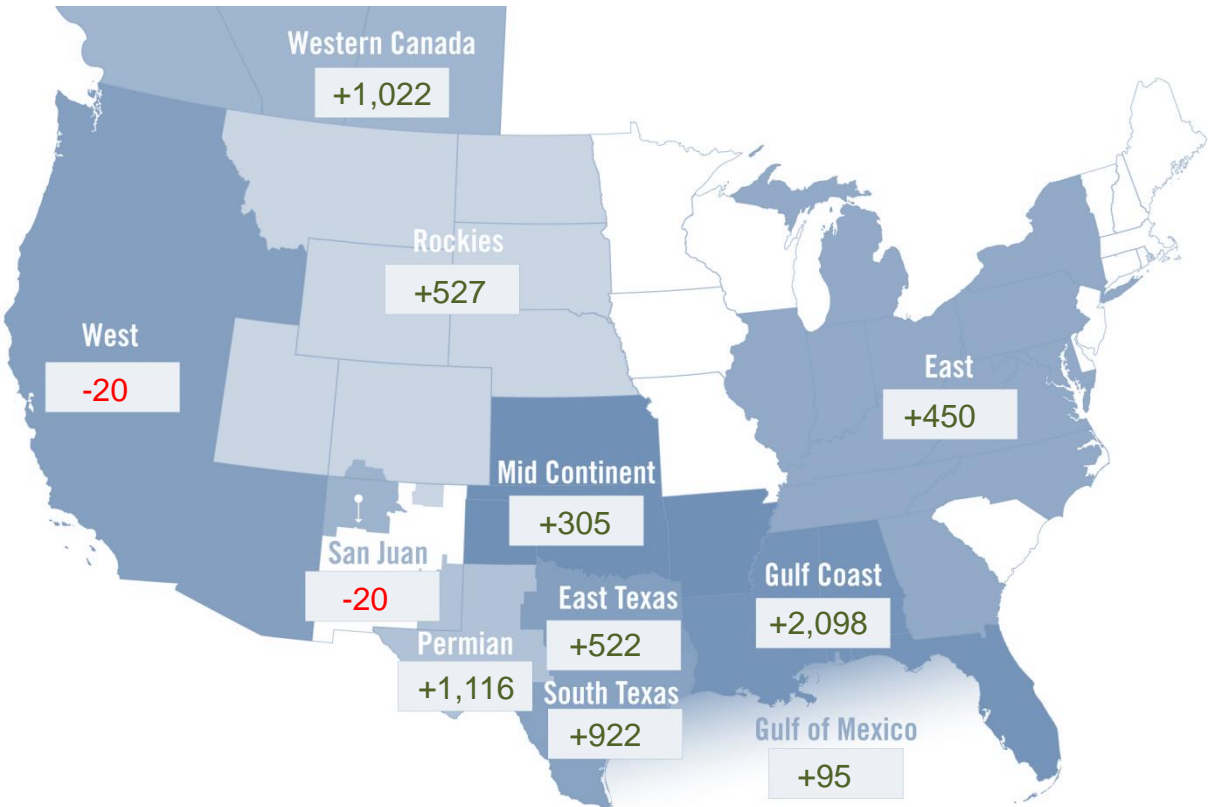 Western Canada
+1,022
Rockies
+527
West
-20
East
+450
Mid Continent
+305
San Juan
-20
Gulf Coast
+2,098
East Texas
+522
Permian
+1,116
South Texas
+922
Gulf of Mexico
+95